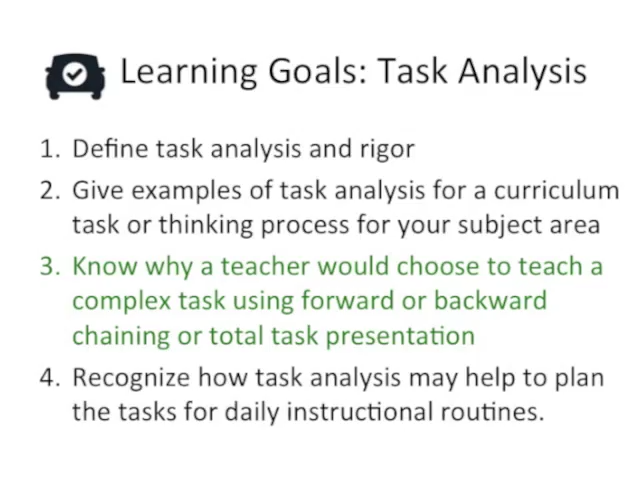 Learning Goals: Task Analysis
1. Define task analysis and rigor
2. Give examples of task analysis for a curriculum
task or thinking process for your subject area
3. Know why a teacher would choose to teach a
complex task using forward or backward
chaining or total task presentation
4. Recognize how task analysis may help to plan
the tasks for daily instructional routines.